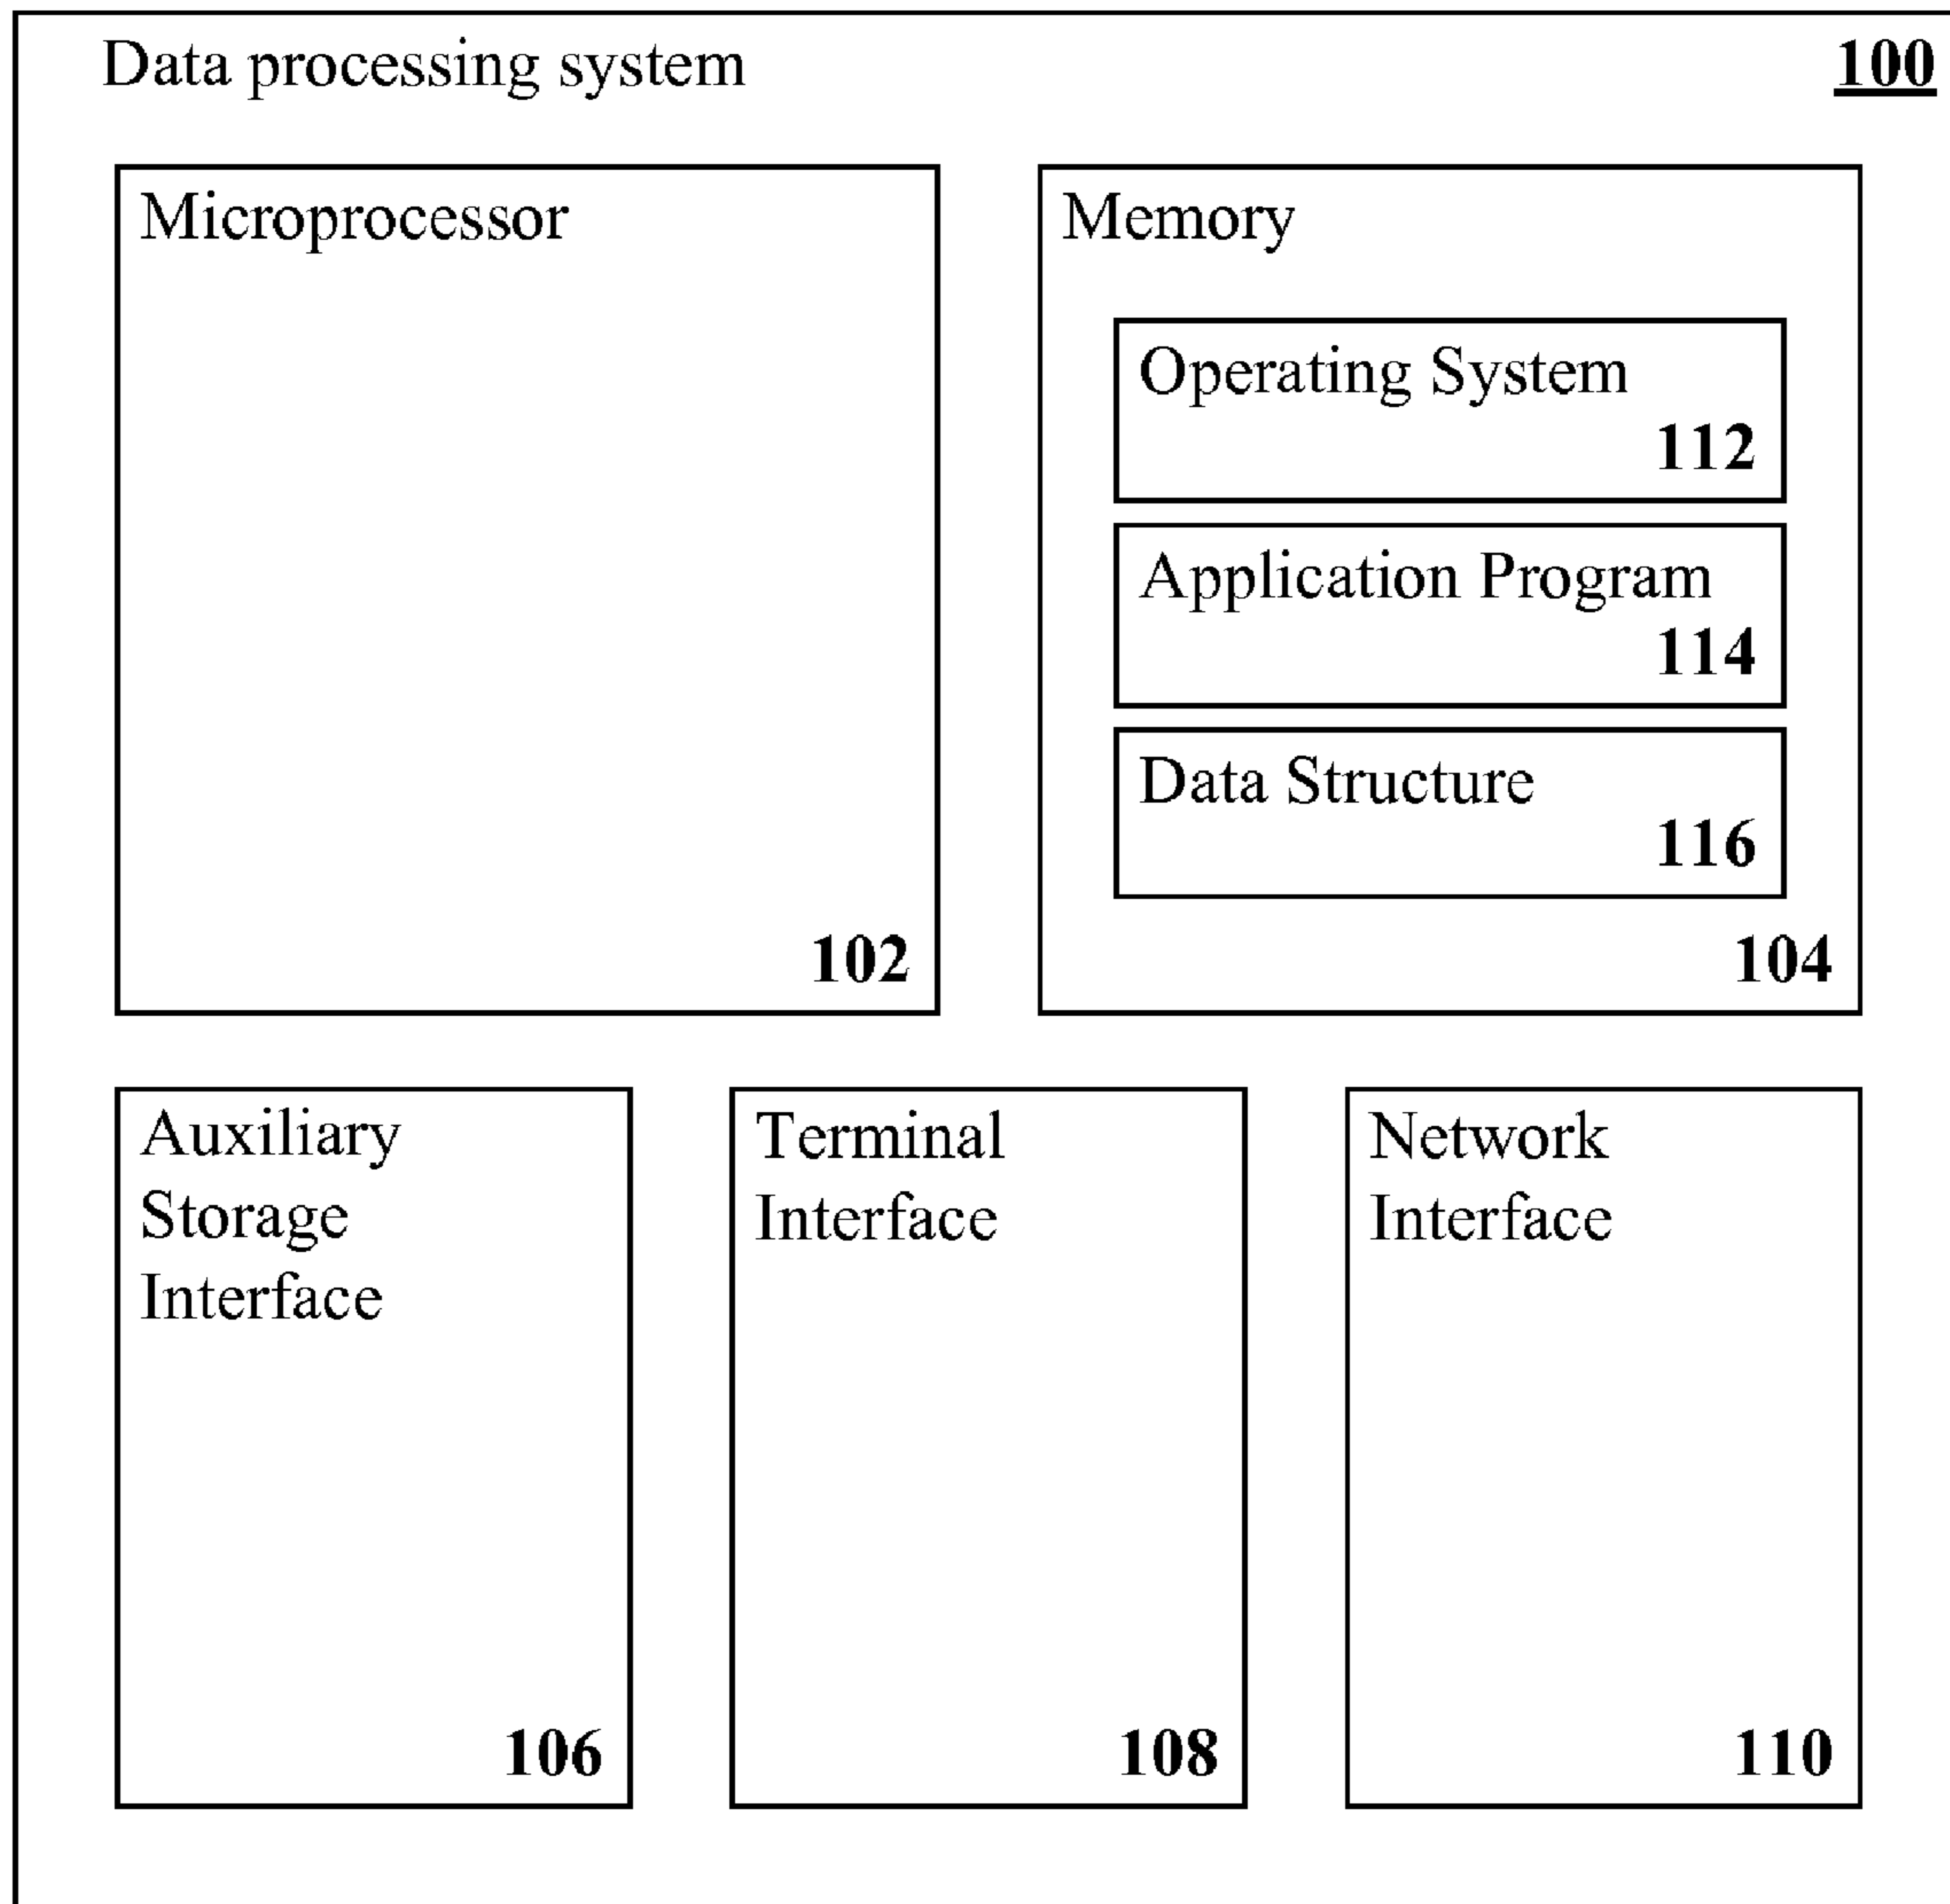 Data processing system
100
Microprocessor
102
Memory
Operating System
112
Application Program
114
Data Structure
116
104
Auxiliary
Storage
Interface
106
Terminal
Interface
108
Network
Interface
110